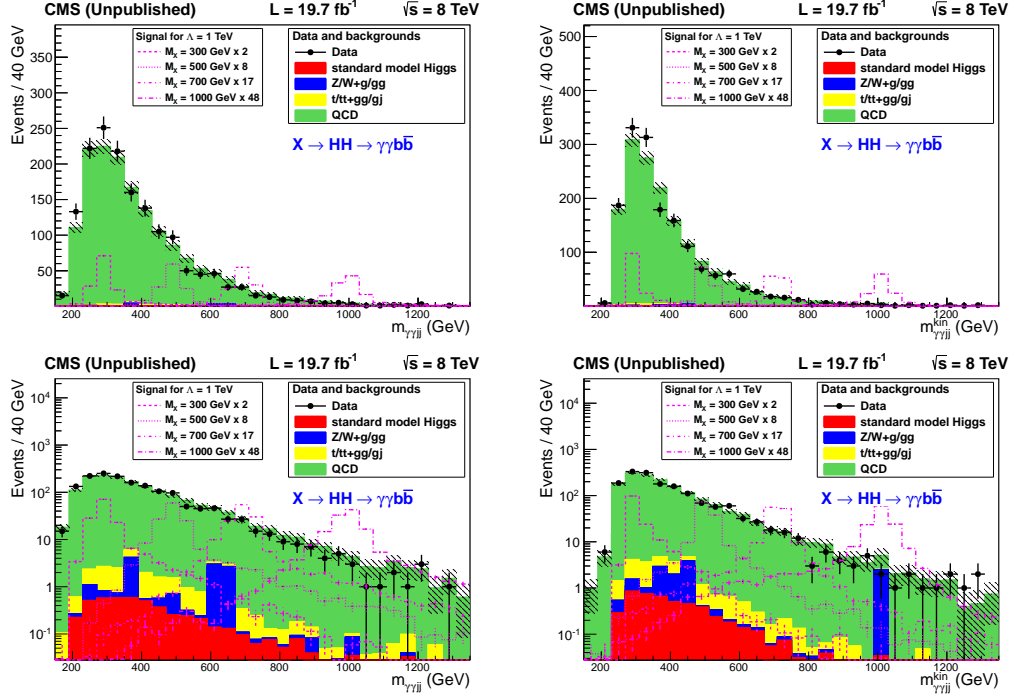 CMS (Unpublished) L = 19.7 fb⁻¹ √s = 8 TeV
Events / 40 GeV
Signal for Λ = 1 TeV
M_X = 300 GeV x 2
M_X = 500 GeV x 8
M_X = 700 GeV x 17
M_X = 1000 GeV x 48
Data and backgrounds
Data
standard model Higgs
Z/W+g/gg
t/tt+gg/gj
QCD
X → HH → γγbb̅
350
300
250
200
150
100
50
200 400 600 800 1000 1200
m_γγjj (GeV)
CMS (Unpublished) L = 19.7 fb⁻¹ √s = 8 TeV
Events / 40 GeV
Signal for Λ = 1 TeV
M_X = 300 GeV x 2
M_X = 500 GeV x 8
M_X = 700 GeV x 17
M_X = 1000 GeV x 48
Data and backgrounds
Data
standard model Higgs
Z/W+g/gg
t/tt+gg/gj
QCD
X → HH → γγbb̅
500
400
300
200
100
0
200 400 600 800 1000 1200
m^kin_γγjj (GeV)
CMS (Unpublished) L = 19.7 fb⁻¹ √s = 8 TeV
Events / 40 GeV
Signal for Λ = 1 TeV
M_X = 300 GeV x 2
M_X = 500 GeV x 8
M_X = 700 GeV x 17
M_X = 1000 GeV x 48
Data and backgrounds
Data
standard model Higgs
Z/W+g/gg
t/tt+gg/gj
QCD
X → HH → γγbb̅
10⁴
10³
10²
10
1
10⁻¹
200 400 600 800 1000 1200
m_γγjj (GeV)
CMS (Unpublished) L = 19.7 fb⁻¹ √s = 8 TeV
Events / 40 GeV
Signal for Λ = 1 TeV
M_X = 300 GeV x 2
M_X = 500 GeV x 8
M_X = 700 GeV x 17
M_X = 1000 GeV x 48
Data and backgrounds
Data
standard model Higgs
Z/W+g/gg
t/tt+gg/gj
QCD
X → HH → γγbb̅
10⁴
10³
10²
10
1
10⁻¹
200 400 600 800 1000 1200
m^kin_γγjj (GeV)